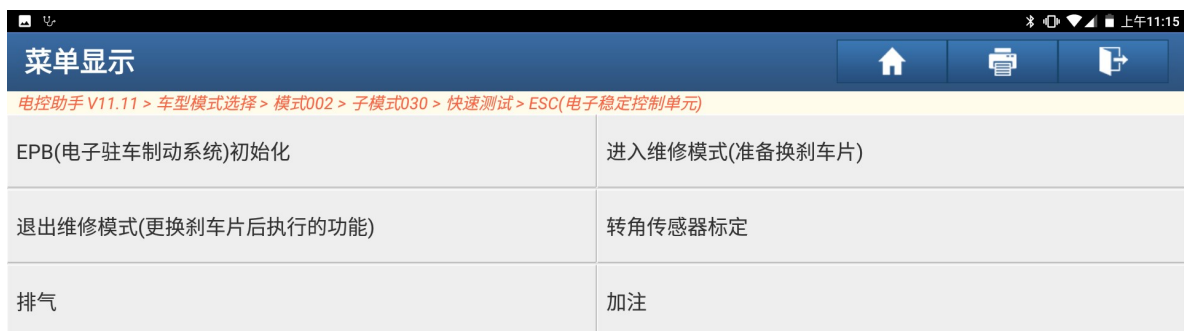 上午11:15
菜单显示
电控助手 V11.11 > 车型模式选择 > 模式002 > 子模式030 > 快速测试 > ESC(电子稳定控制单元)
EPB(电子驻车制动系统)初始化
进入维修模式(准备换刹车片)
退出维修模式(更换刹车片后执行的功能)
转角传感器标定
排气
加注